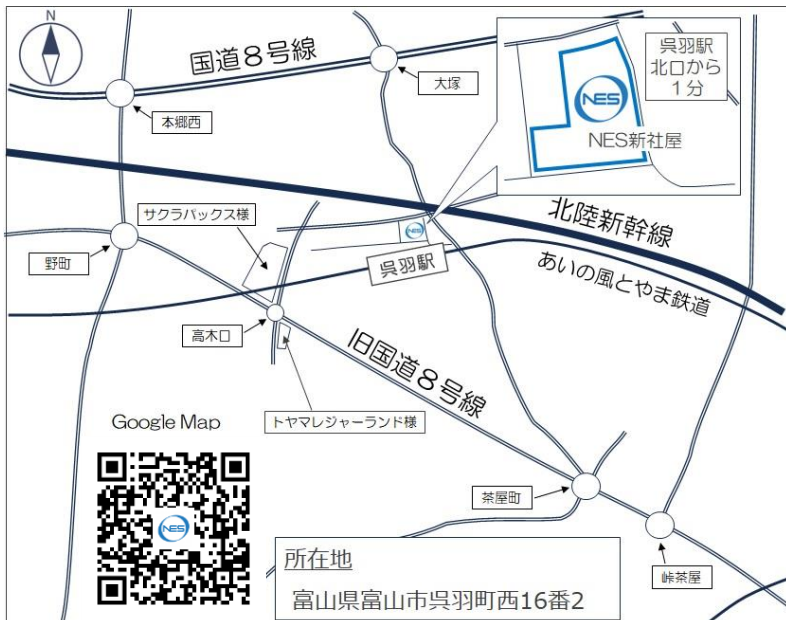 N
国道８号線
大塚
本郷西
呉羽駅
北口から
１分
NES
NES新社屋
サクラパックス様
野町
NES
呉羽駅
北陸新幹線
あいの風とやま鉄道
高木口
旧国道８号線
トヤマレジャーランド様
Google Map
NES
茶屋町
峠茶屋
所在地
富山県富山市呉羽町西16番2